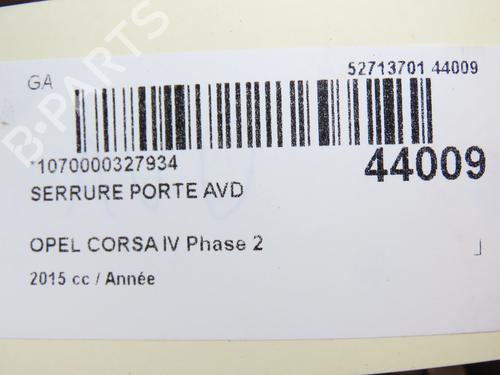 GA
52713701 44009
*1070000327934
44009
SERRURE PORTE AVD
OPEL CORSA IV Phase 2
2015 cc / Année
B-PARTS